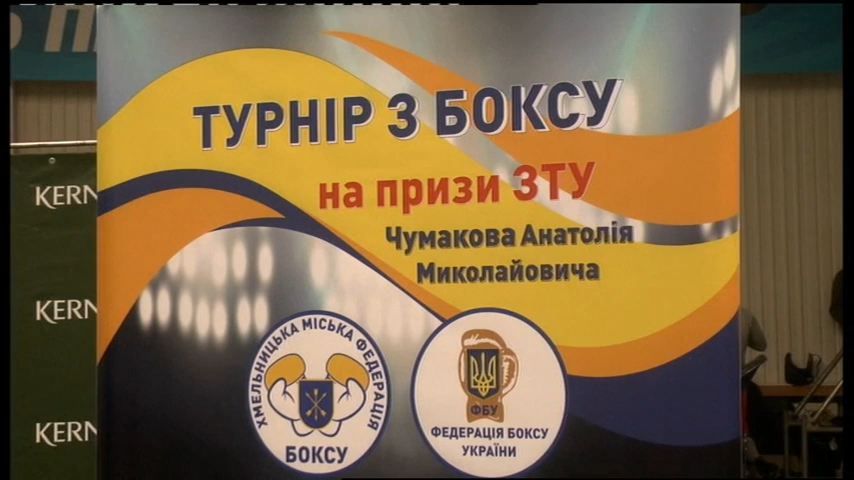 ТУРНІР З БОКСУ
на призи ЗТУ
Чумакова Анатолія
Миколайовича
KERN
KERN
KERN
ХМЕЛЬНИЦЬКА МІСЬКА ФЕДЕРАЦІЯ
БОКСУ
ФБУ
ФЕДЕРАЦІЯ БОКСУ
УКРАЇНИ